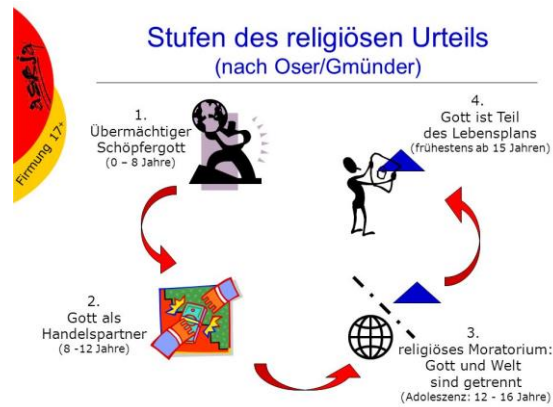 Stufen des religiösen Urteils
(nach Oser/Gmünder)
asrja
Firmung 17+
1.
Übermächtiger
Schöpfergott
(0 – 8 Jahre)
2.
Gott als
Handelspartner
(8 -12 Jahre)
3.
religiöses Moratorium:
Gott und Welt
sind getrennt
(Adoleszenz: 12 - 16 Jahre)
4.
Gott ist Teil
des Lebensplans
(frühestens ab 15 Jahren)